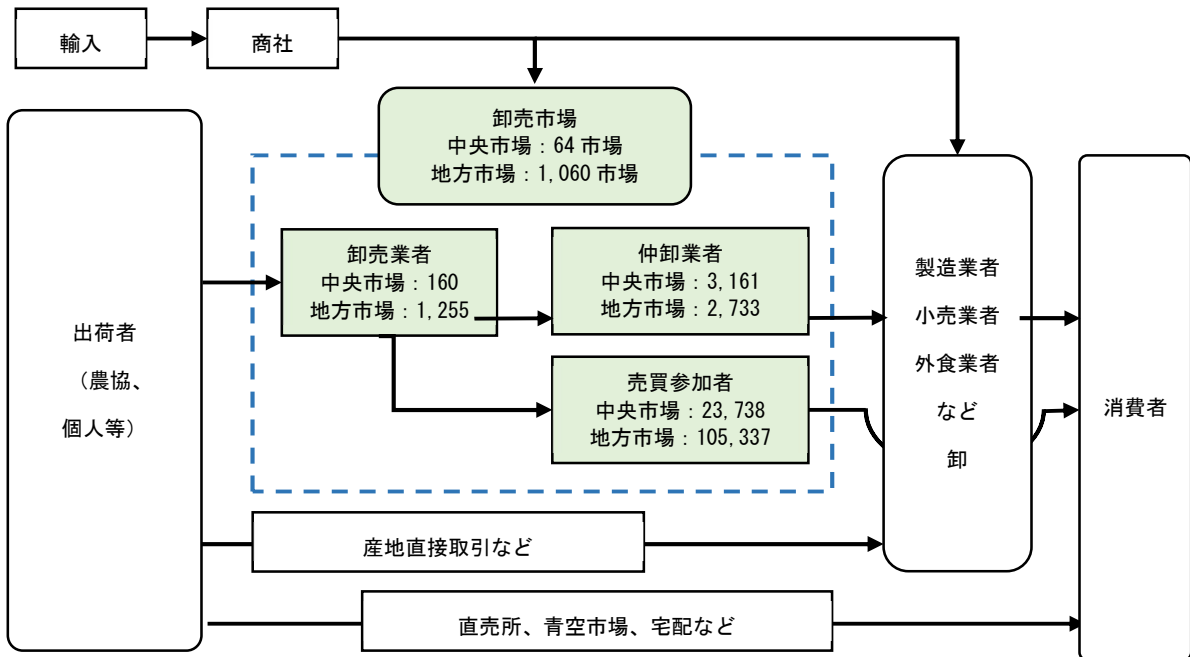 輸入
商社
卸売市場
中央市場：64 市場
地方市場：1,060 市場
出荷者
（農協、
個人等）
卸売業者
中央市場：160
地方市場：1,255
仲卸業者
中央市場：3,161
地方市場：2,733
売買参加者
中央市場：23,738
地方市場：105,337
製造業者
小売業者
外食業者
など
卸
消費者
産地直接取引など
直売所、青空市場、宅配など